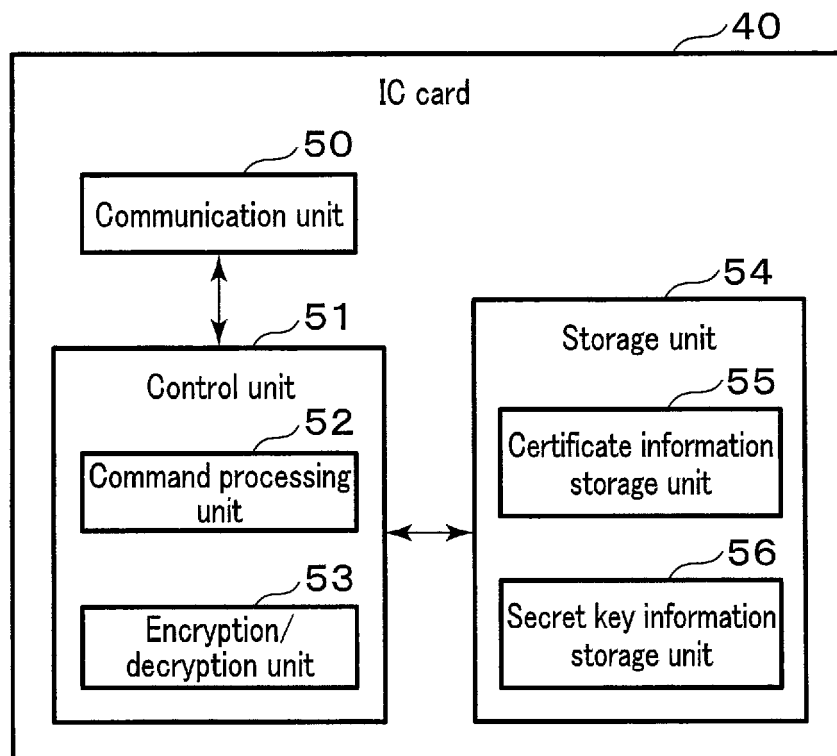 40
IC card
50
Communication unit
51
Control unit
52
Command processing
unit
53
Encryption/
decryption unit
54
Storage unit
55
Certificate information
storage unit
56
Secret key information
storage unit